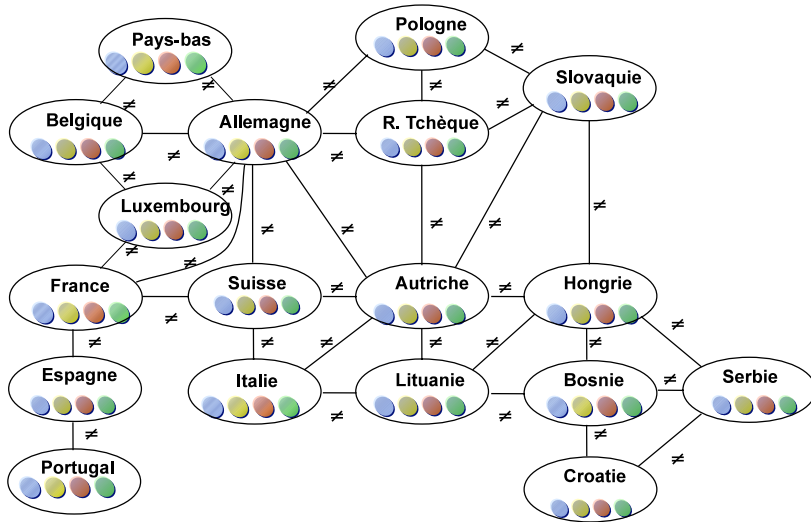 Pologne
≠
Pays-bas
≠
Slovaquie
≠
≠
≠
≠
≠
Belgique
Allemagne
R. Tchèque
≠
≠
≠
Luxembourg
≠
≠
≠
≠
≠
≠
≠
≠
France
Suisse
Autriche
Hongrie
≠
≠
≠
≠
≠
≠
≠
≠
≠
≠
Espagne
Italie
Lituanie
Bosnie
Serbie
≠
≠
≠
≠
≠
≠
Portugal
Croatie